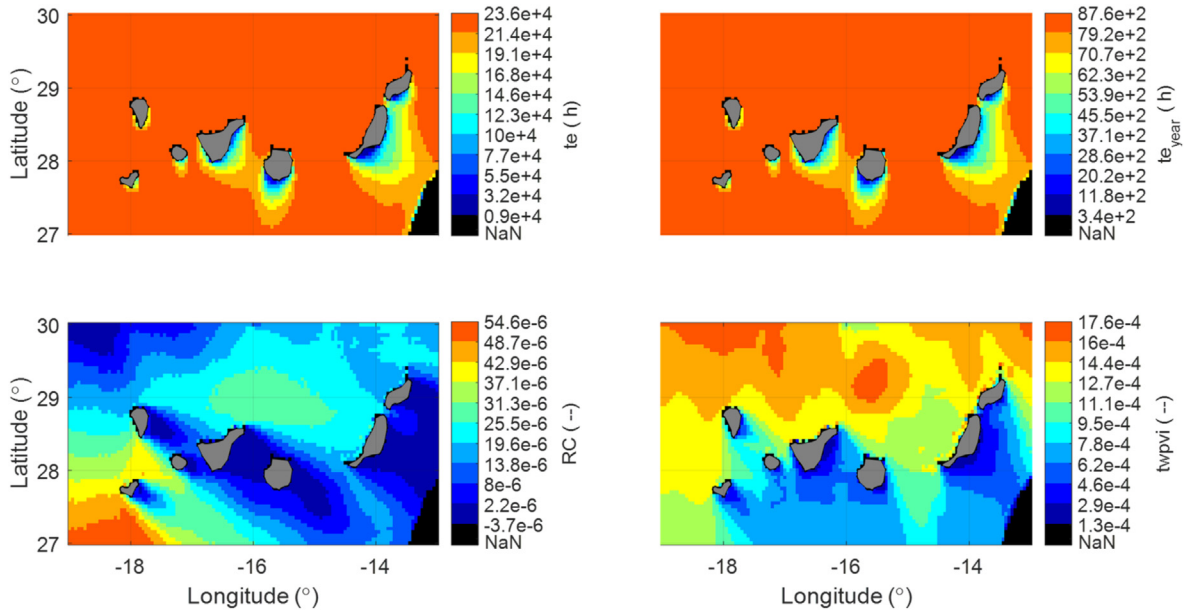 30
29
28
27
Latitude (°)
23.6e+4
21.4e+4
19.1e+4
16.8e+4
14.6e+4
12.3e+4
10e+4
7.7e+4
5.5e+4
3.2e+4
0.9e+4
NaN
te ( h)
87.6e+2
79.2e+2
70.7e+2
62.3e+2
53.9e+2
45.5e+2
37.1e+2
28.6e+2
20.2e+2
11.8e+2
3.4e+2
NaN
te year ( h)
30
29
28
27
Latitude (°)
-18 -16 -14
Longitude (°)
54.6e-6
48.7e-6
42.9e-6
37.1e-6
31.3e-6
25.5e-6
19.6e-6
13.8e-6
8e-6
2.2e-6
-3.7e-6
NaN
RC (--)
-18 -16 -14
Longitude (°)
17.6e-4
16e-4
14.4e-4
12.7e-4
11.1e-4
9.5e-4
7.8e-4
6.2e-4
4.6e-4
2.9e-4
1.3e-4
NaN
twpvi (--)